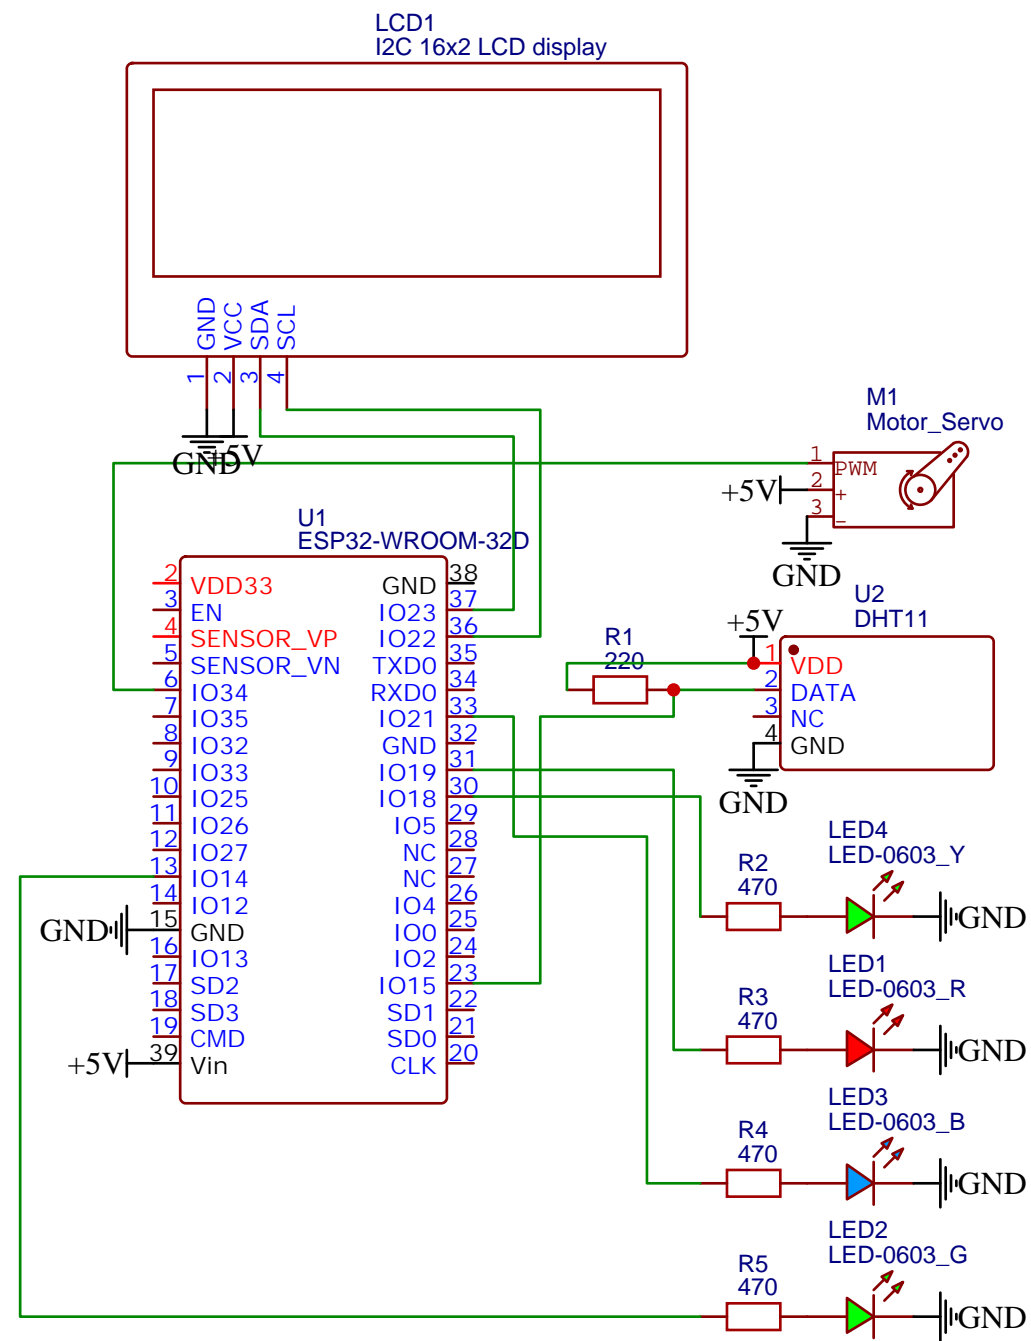 LCD1
I2C 16x2 LCD display
GND
VCC
SDA
SCL
1
2
3
4
GND
+5V
M1
Motor_Servo
1
PWM
+5V
2
+
3
-
GND
U1
ESP32-WROOM-32D
2
VDD33
3
EN
4
SENSOR_VP
5
SENSOR_VN
6
IO34
7
IO35
8
IO32
9
IO33
10
IO25
11
IO26
12
IO27
13
IO14
14
IO12
GND
15
GND
16
IO13
17
SD2
18
SD3
19
CMD
+5V
39
Vin
GND
38
IO23
37
IO22
36
TXD0
35
RXD0
34
IO21
33
GND
32
IO19
31
IO18
30
IO5
29
NC
28
NC
27
IO4
26
IO0
25
IO2
24
IO15
23
SD1
22
SD0
21
CLK
20
R1
220
U2
DHT11
+5V
1
VDD
2
DATA
3
NC
4
GND
GND
LED4
LED-0603_Y
R2
470
GND
LED1
LED-0603_R
R3
470
GND
LED3
LED-0603_B
R4
470
GND
LED2
LED-0603_G
R5
470
GND